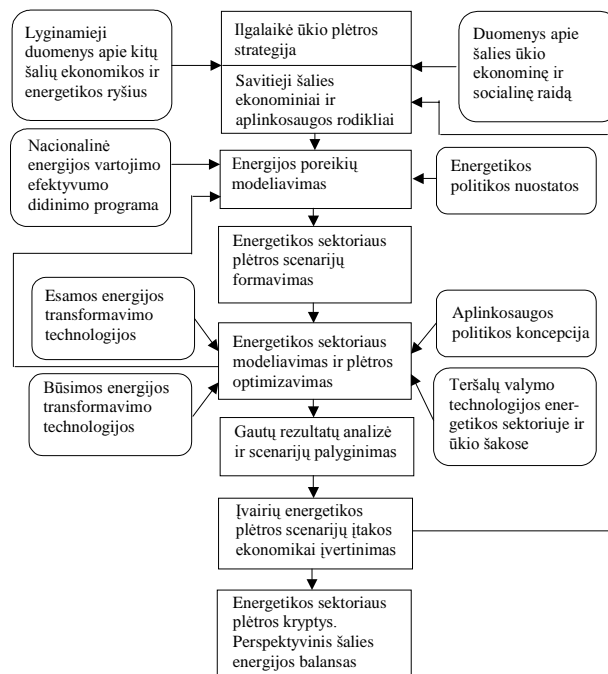 Lyginamieji
duomenys apie kitų
šalių ekonomikos ir
energetikos ryšius
Ilgalaikė ūkio plėtros
strategija
Savitieji šalies
ekonominiai ir
aplinkosaugos rodikliai
Duomenys apie
šalies ūkio
ekonominę ir
socialinę raidą
Nacionalinė
energijos vartojimo
efektyvumo
didinimo programa
Energijos poreikių
modeliavimas
Energetikos
politikos nuostatos
Energetikos sektoriaus
plėtros scenarijų
formavimas
Esamos energijos
transformavimo
technologijos
Aplinkosaugos
politikos koncepcija
Energetikos sektoriaus
modeliavimas ir plėtros
optimizavimas
Būsimos energijos
transformavimo
technologijos
Teršalų valymo
technologijos ener-
getikos sektoriuje ir
ūkio šakose
Gautų rezultatų analizė
ir scenarijų palyginimas
Įvairių energetikos
plėtros scenarijų įtakos
ekonomikai įvertinimas
Energetikos sektoriaus
plėtros kryptys.
Perspektyvinis šalies
energijos balansas